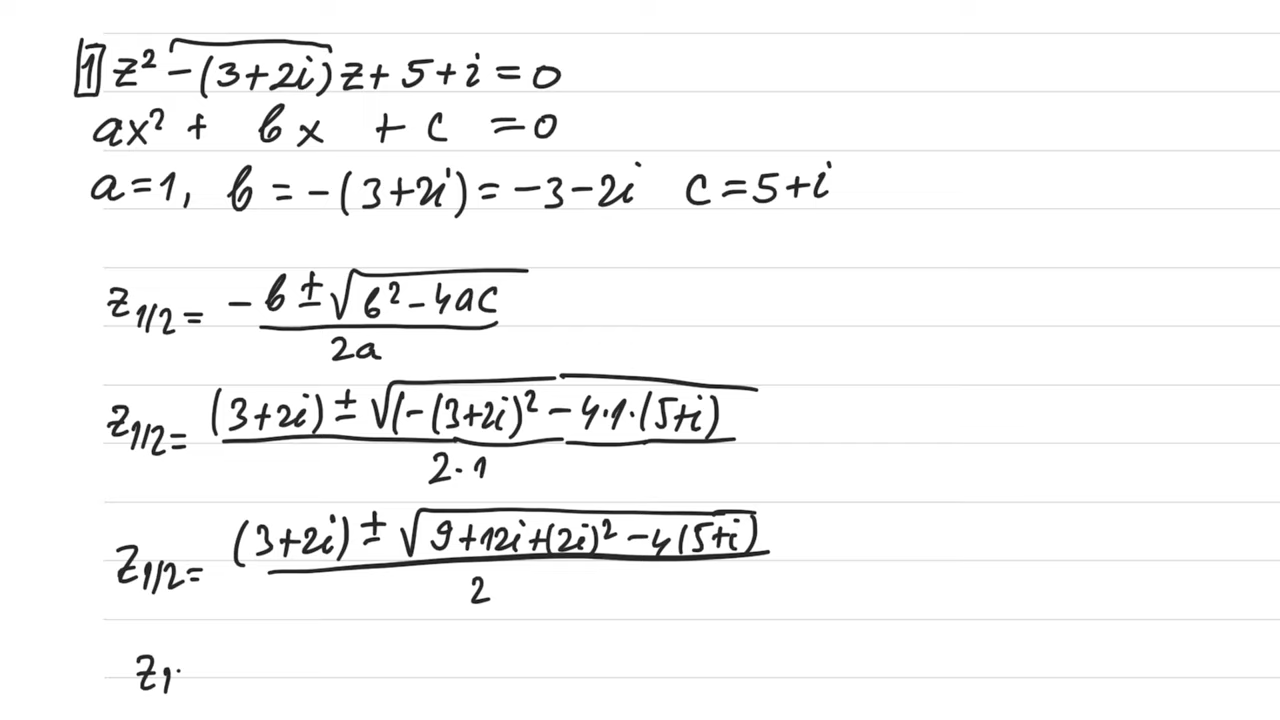 1 z² -(3+2i)z+5+i=0
ax² + bx + c =0
a=1, b=-(3+2i)=-3-2i c=5+i
z1/2= (-b±√(b²-4ac))/2a
z1/2= ((3+2i)±√((-(3+2i)²-4·1·(5+i)))/2·1
z1/2= ((3+2i)±√(9+12i+(2i)²-4(5+i)))/2
z1